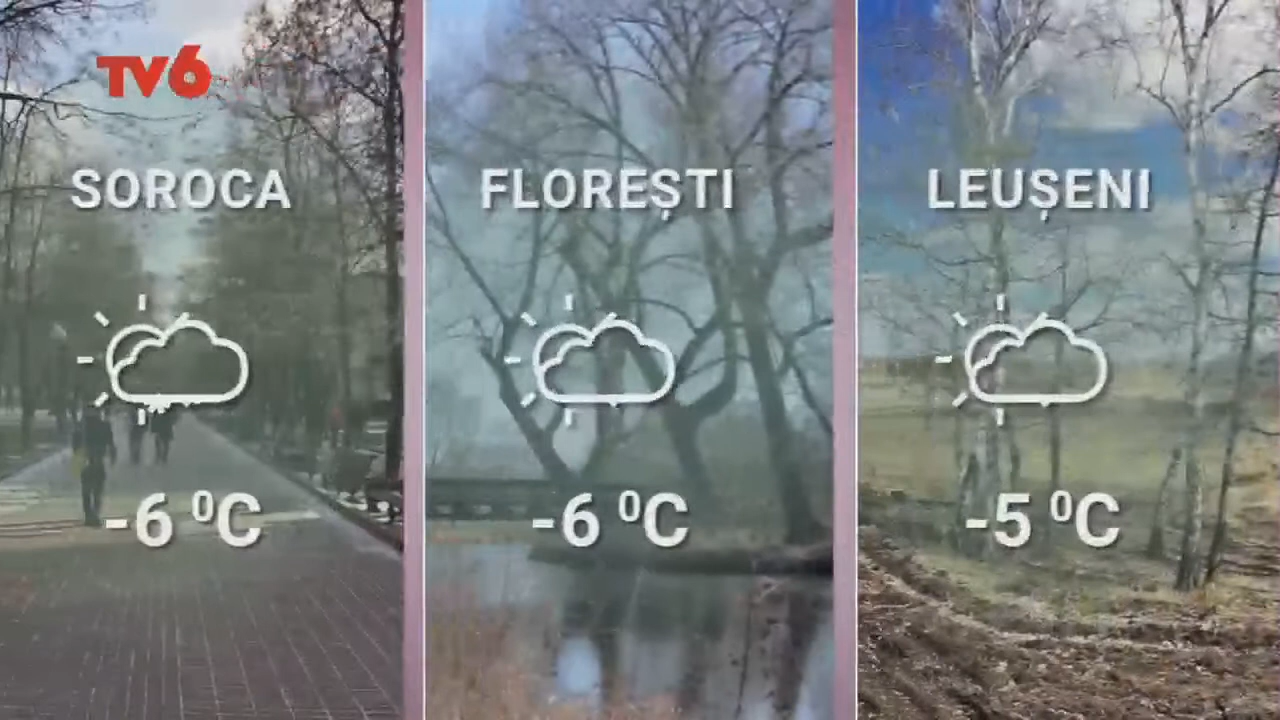 TV6
SOROCA
-6 ⁰C
FLOREȘTI
-6 ⁰C
LEUȘENI
-5 ⁰C